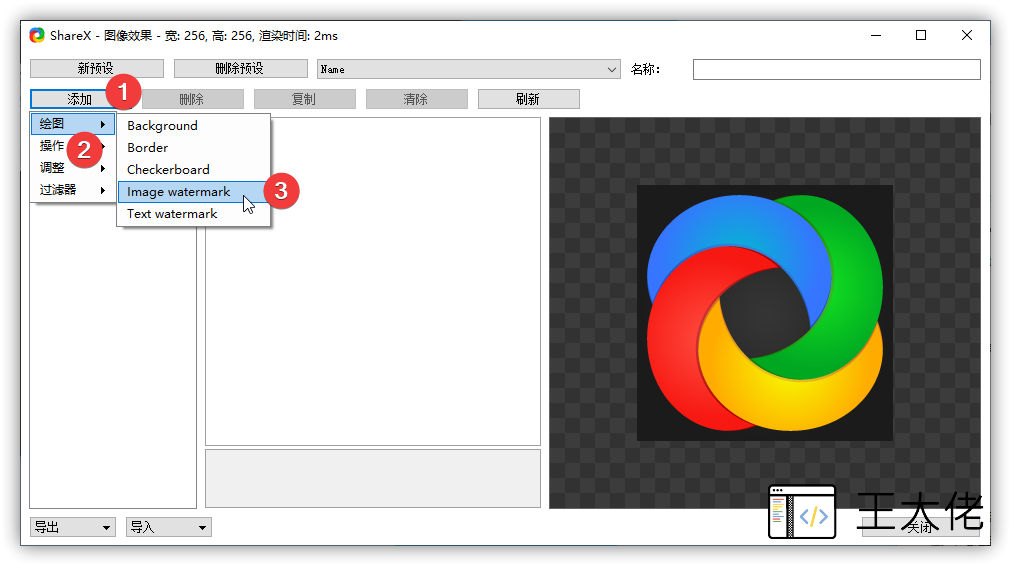 ShareX - 图像效果 - 宽: 256, 高: 256, 渲染时间: 2ms
新预设 删除预设 Name 名称:
添加 删除 复制 清除 刷新
1
绘图 Background
操作 Border
2
调整 Checkerboard
过滤器 Image watermark
3
Text watermark
王大佬
导出 导入 关闭